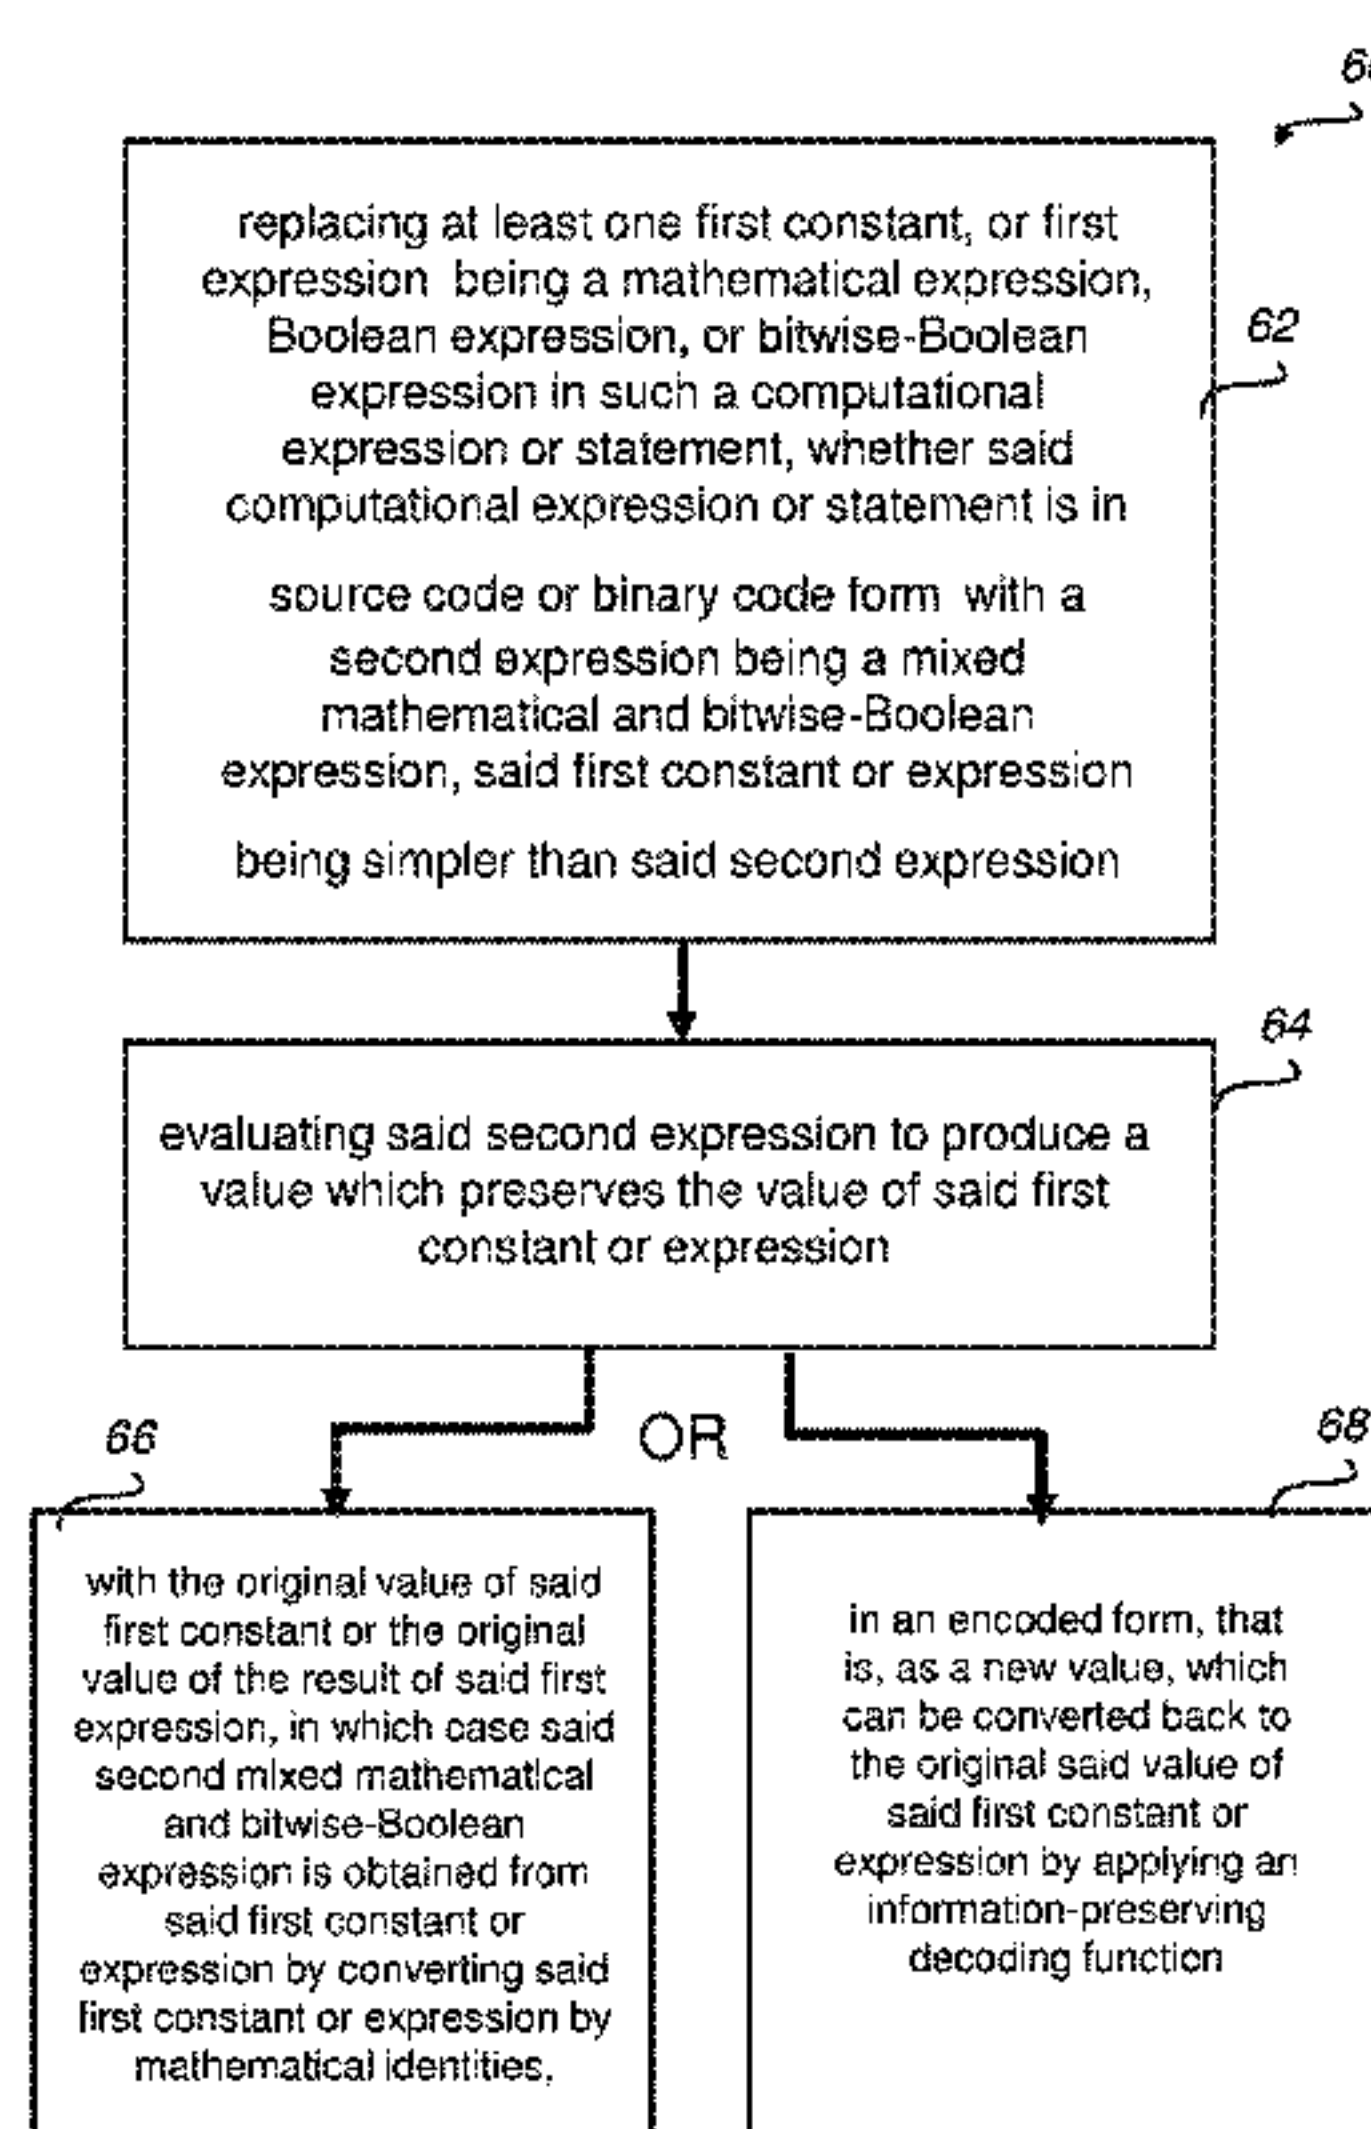 replacing at least one first constant, or first
expression being a mathematical expression,
Boolean expression, or bitwise-Boolean
expression in such a computational
expression or statement, whether said
computational expression or statement is in
source code or binary code form with a
second expression being a mixed
mathematical and bitwise-Boolean
expression, said first constant or expression
being simpler than said second expression
62
64
evaluating said second expression to produce a
value which preserves the value of said first
constant or expression
OR
66
with the original value of said
first constant or the original
value of the result of said first
expression, in which case said
second mixed mathematical
and bitwise-Boolean
expression is obtained from
said first constant or
expression by converting said
first constant or expression by
mathematical identities,
68
in an encoded form, that
is, as a new value, which
can be converted back to
the original said value of
said first constant or
expression by applying an
information-preserving
decoding function